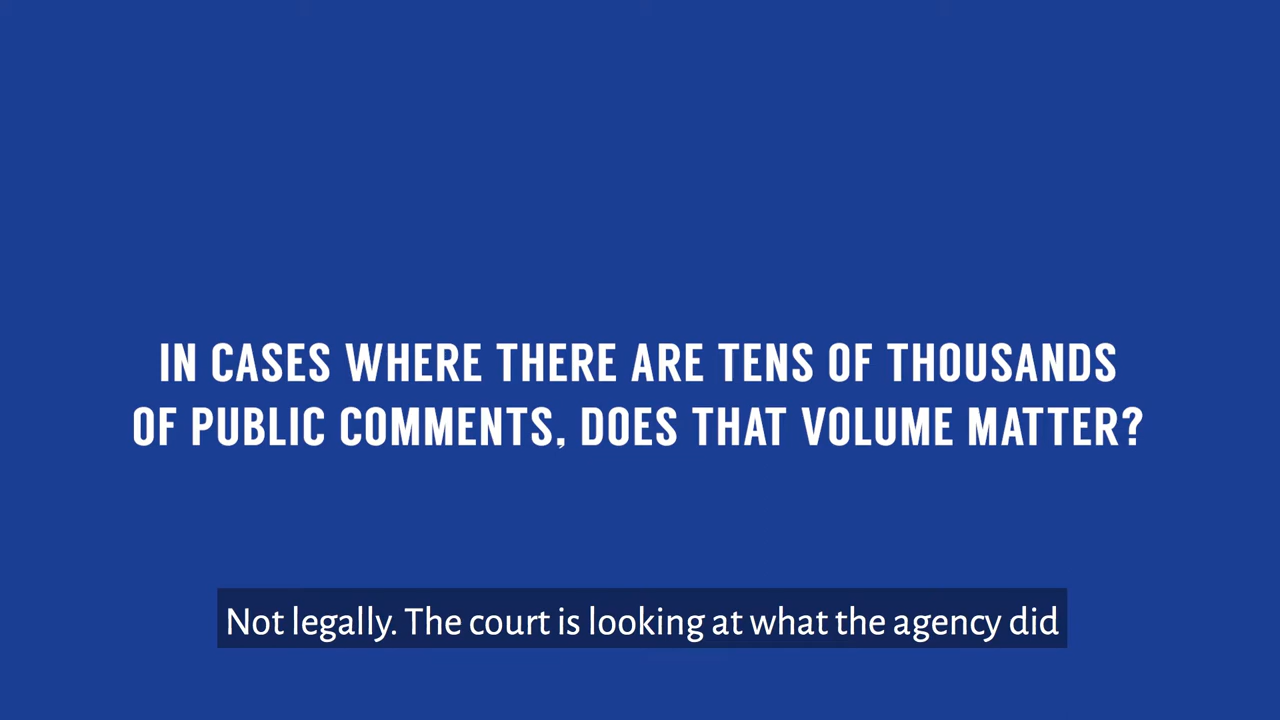 IN CASES WHERE THERE ARE TENS OF THOUSANDS
OF PUBLIC COMMENTS, DOES THAT VOLUME MATTER?
Not legally. The court is looking at what the agency did